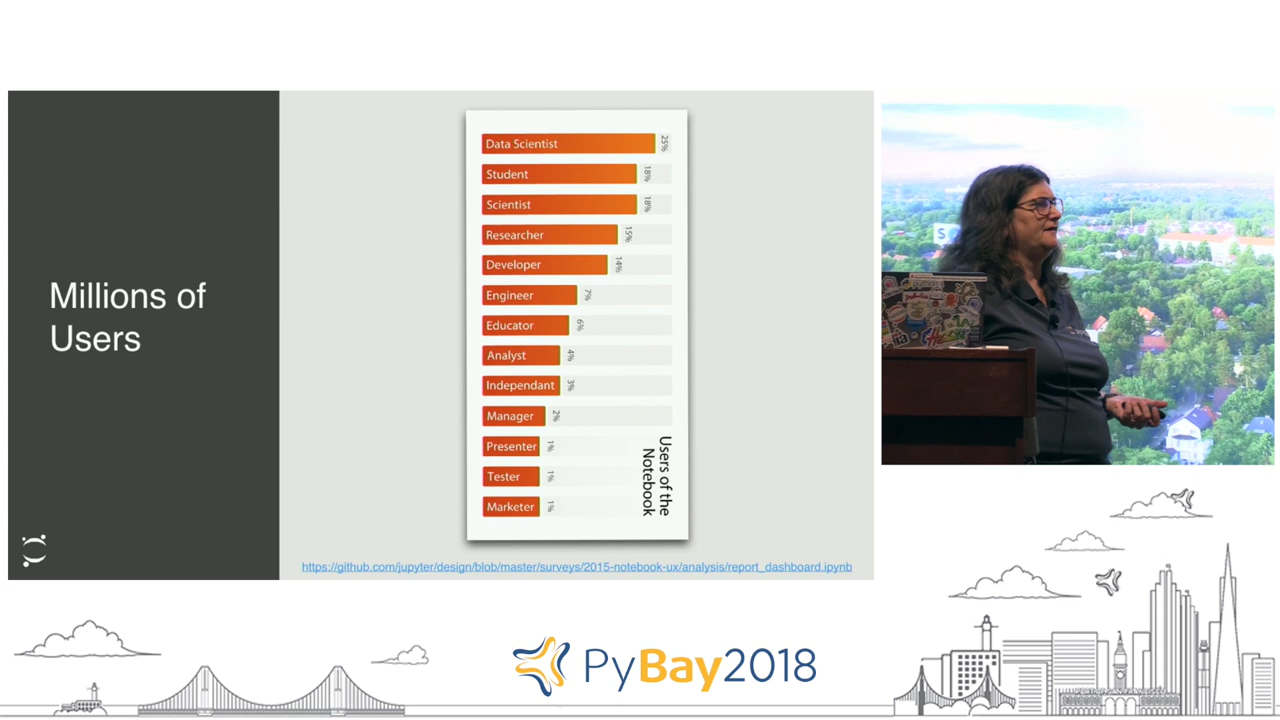 Millions of
Users
Data Scientist 25%
Student 18%
Scientist 18%
Researcher 15%
Developer 14%
Engineer 7%
Educator 6%
Analyst 4%
Independant 3%
Manager 2%
Presenter 1%
Tester 1%
Marketer 1%
Users of the
Notebook
https://github.com/jupyter/design/blob/master/surveys/2015-notebook-ux/analysis/report_dashboard.ipynb
PyBay2018